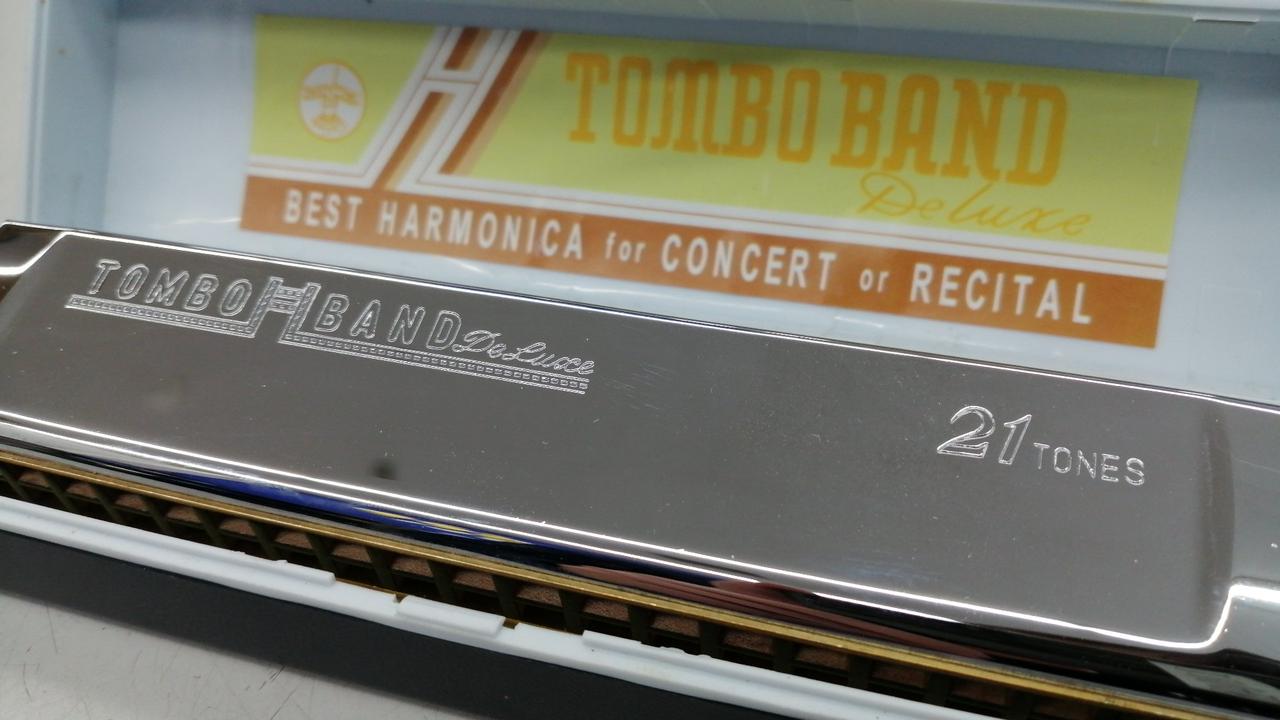 TOMBO BAND
DeLuxe
BEST HARMONICA for CONCERT or RECITAL
TOMBO BAND DeLuxe
21 TONES